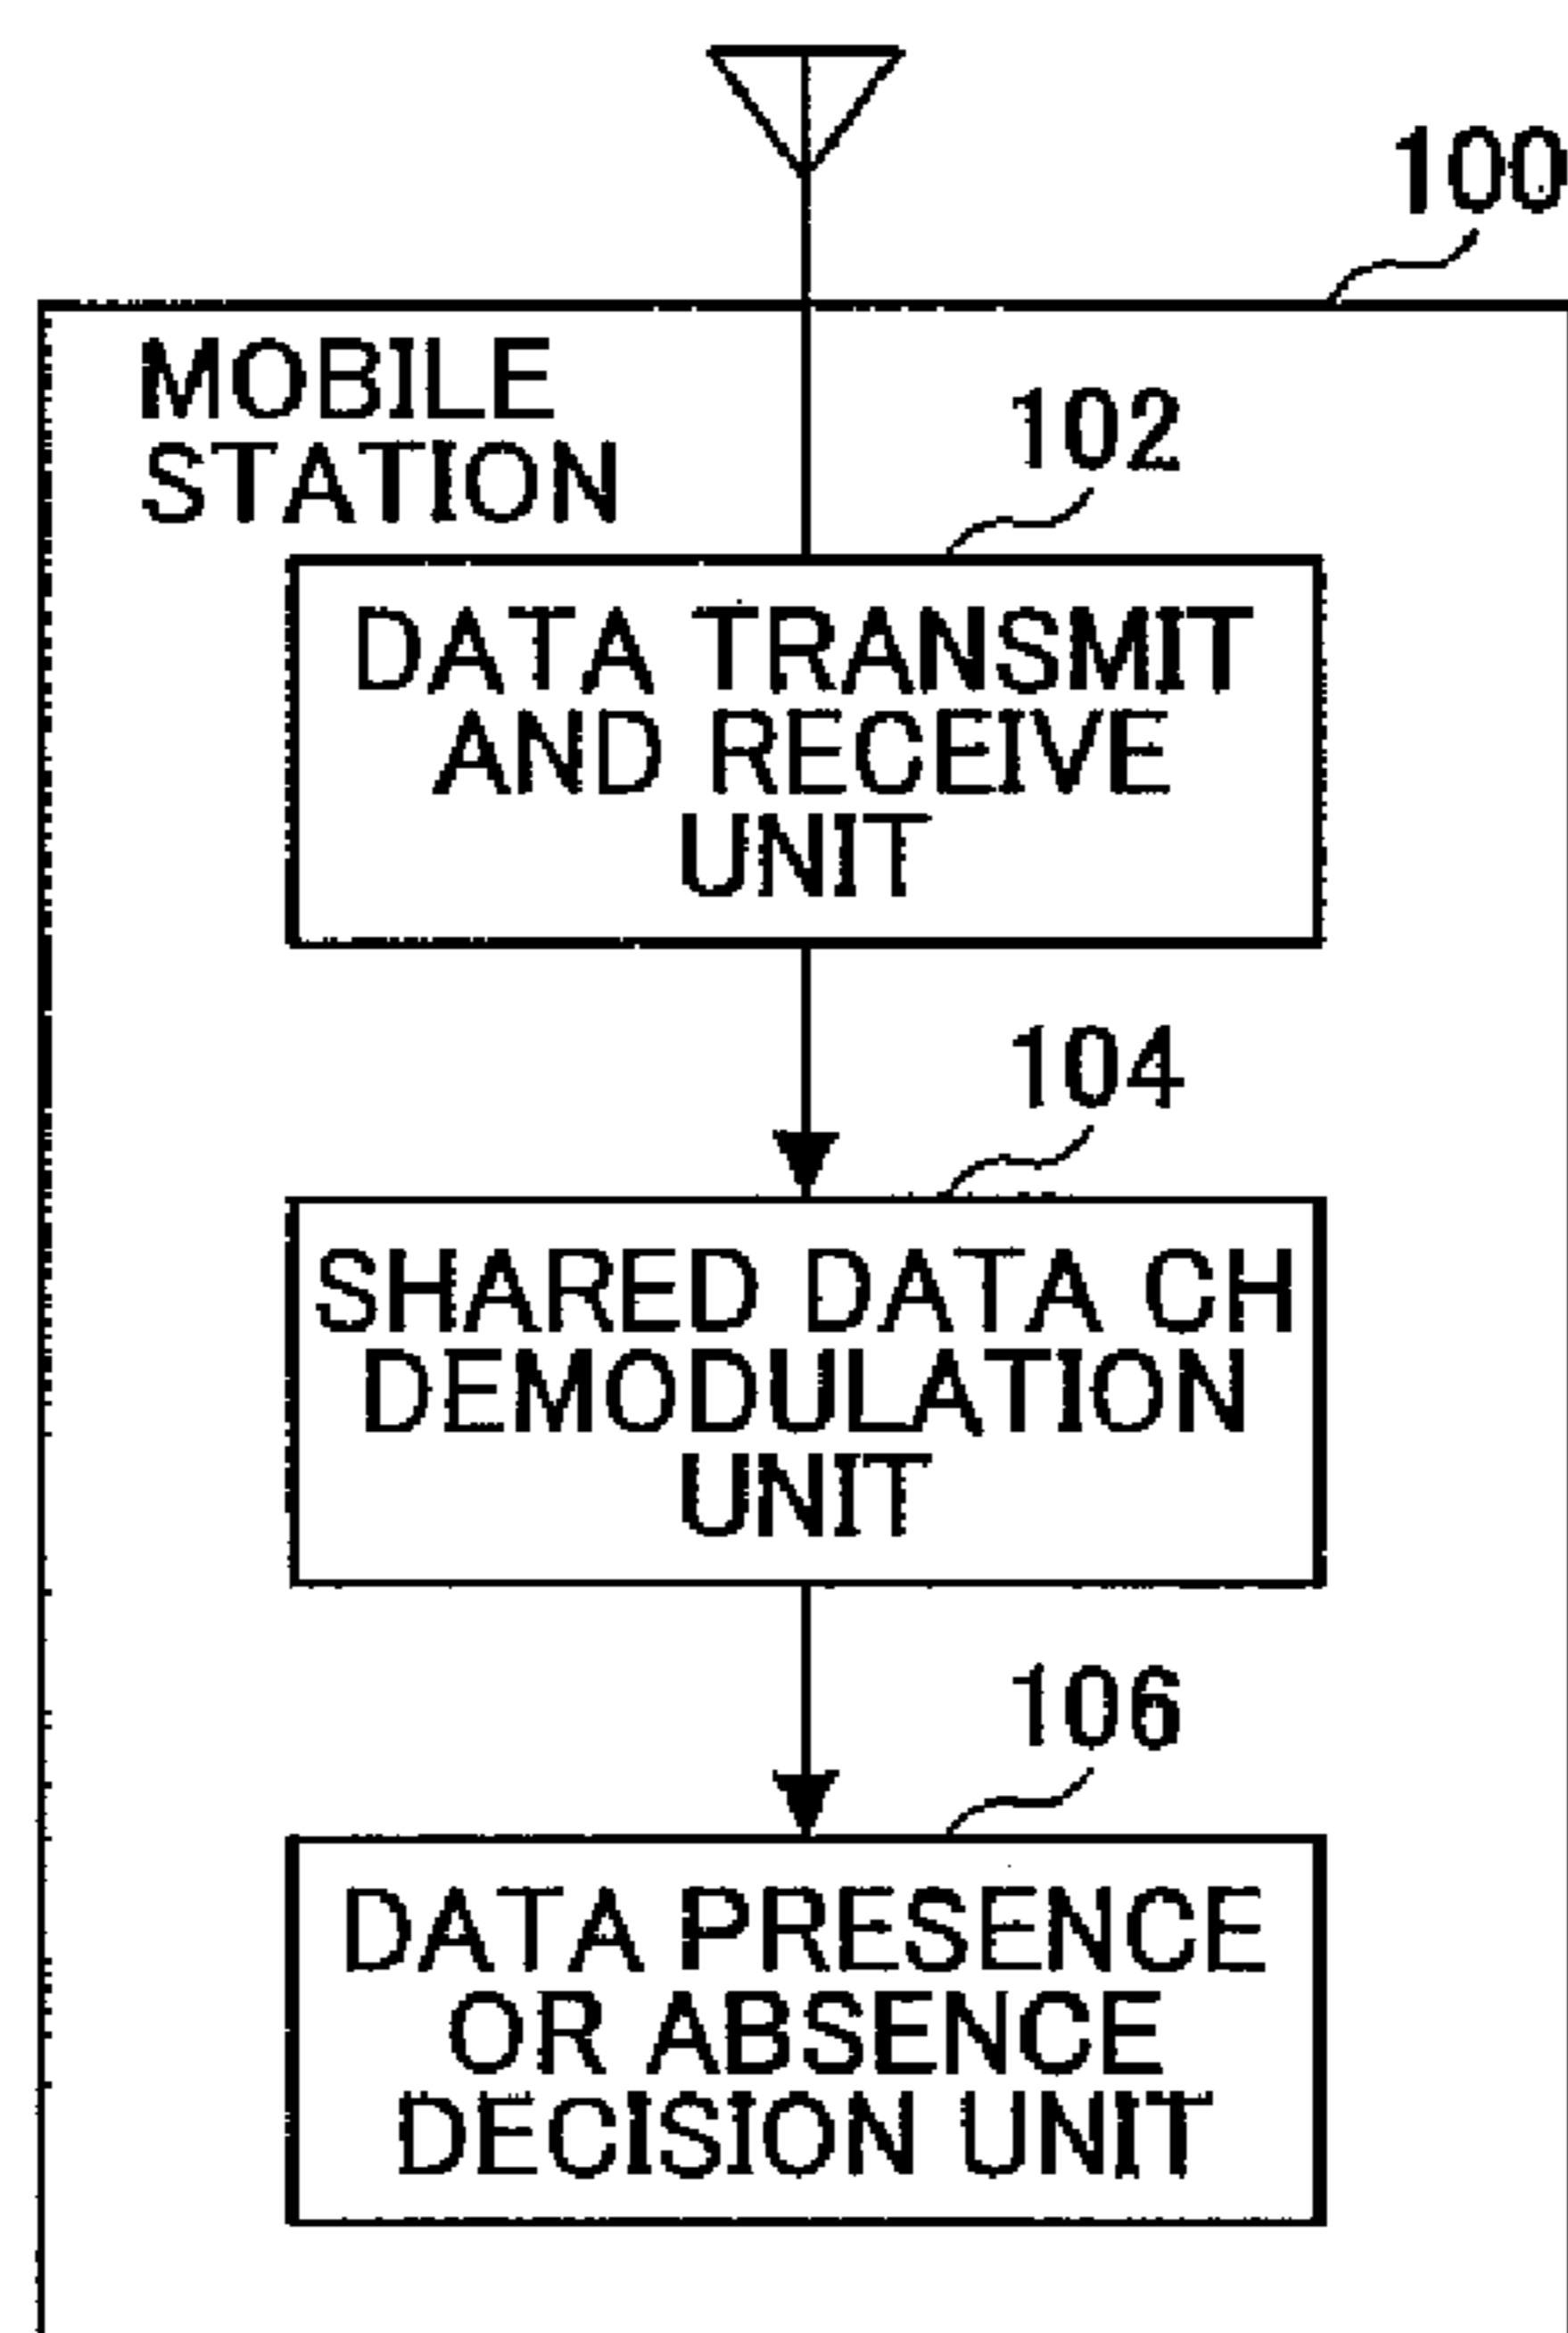 100
MOBILE
STATION
102
DATA TRANSMIT
AND RECEIVE
UNIT
104
SHARED DATA CH
DEMODULATION
UNIT
106
DATA PRESENCE
OR ABSENCE
DECISION UNIT